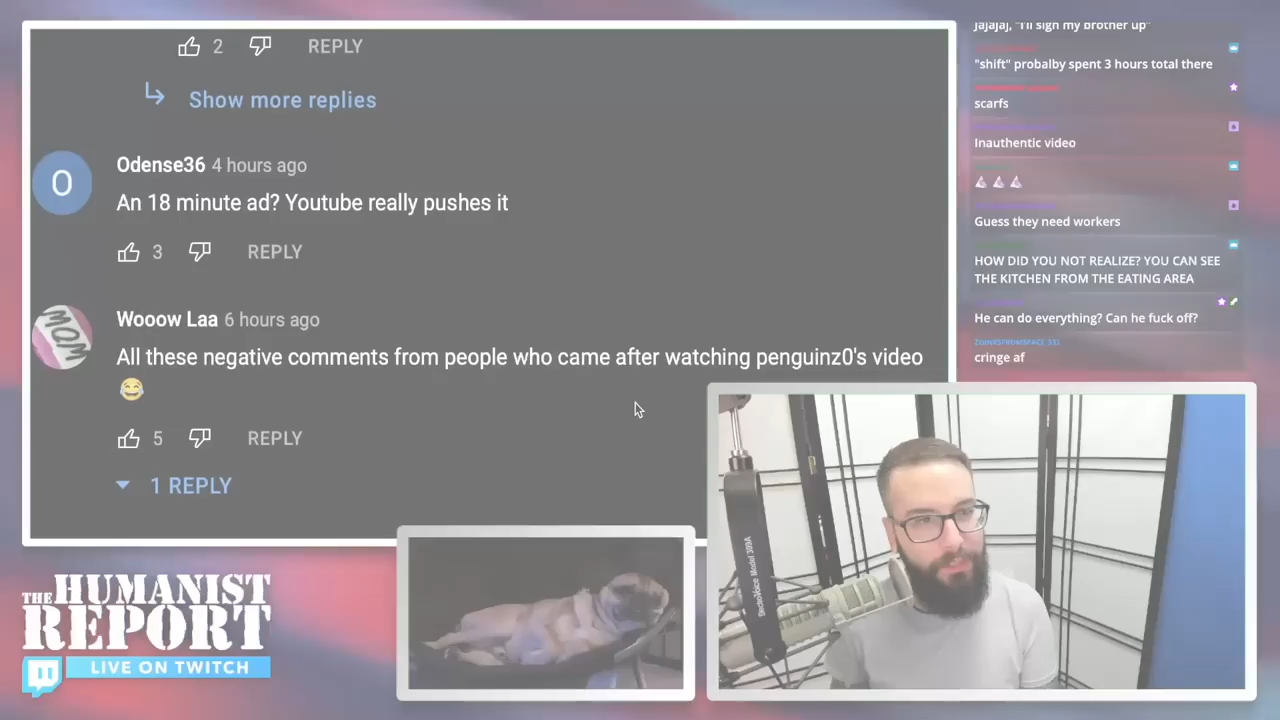 2
REPLY
Show more replies
O
Odense36 4 hours ago
An 18 minute ad? Youtube really pushes it
3
REPLY
MOM
Wooow Laa 6 hours ago
All these negative comments from people who came after watching penguinz0's video
😂
5
REPLY
1 REPLY
THE HUMANIST
REPORT
LIVE ON TWITCH
jajajaj, "I'll sign my brother up"
"shift" probalby spent 3 hours total there
scarfs
Inauthentic video
Guess they need workers
HOW DID YOU NOT REALIZE? YOU CAN SEE
THE KITCHEN FROM THE EATING AREA
He can do everything? Can he fuck off?
cringe af